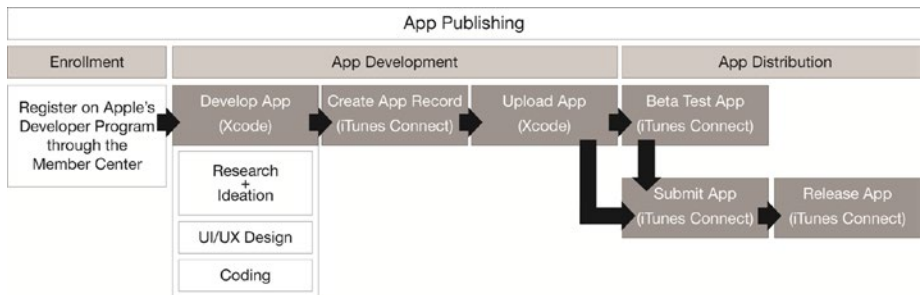 App Publishing
Enrollment
App Development
App Distribution
Register on Apple's
Developer Program
through the
Member Center
Develop App
(Xcode)
Create App Record
(iTunes Connect)
Upload App
(Xcode)
Beta Test App
(iTunes Connect)
Research
+
Ideation
UI/UX Design
Coding
Submit App
(iTunes Connect)
Release App
(iTunes Connect)